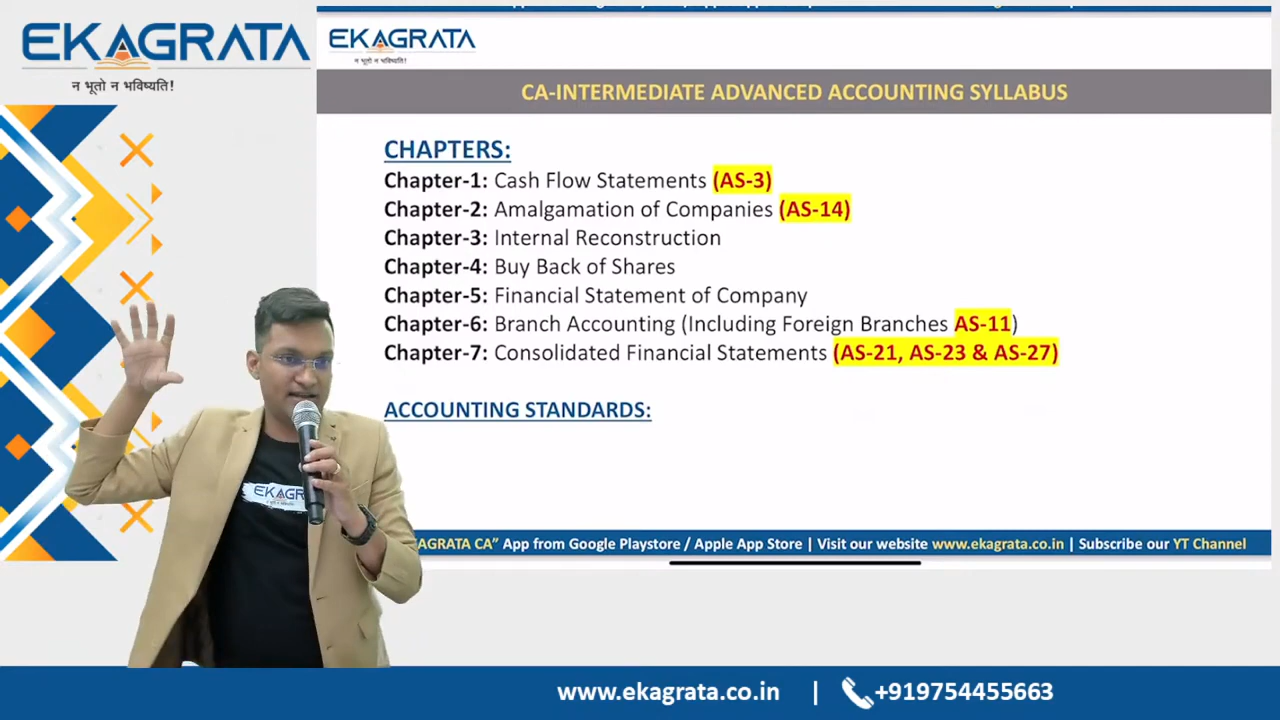 EKAGRATA
न भूतो न भविष्यति!
EKAGRATA
न भूतो न भविष्यति!
CA-INTERMEDIATE ADVANCED ACCOUNTING SYLLABUS
CHAPTERS:
Chapter-1: Cash Flow Statements (AS-3)
Chapter-2: Amalgamation of Companies (AS-14)
Chapter-3: Internal Reconstruction
Chapter-4: Buy Back of Shares
Chapter-5: Financial Statement of Company
Chapter-6: Branch Accounting (Including Foreign Branches AS-11)
Chapter-7: Consolidated Financial Statements (AS-21, AS-23 & AS-27)
ACCOUNTING STANDARDS:
EKAGRA
AGRATA CA” App from Google Playstore / Apple App Store | Visit our website www.ekagrata.co.in | Subscribe our YT Channel
www.ekagrata.co.in | +919754455663